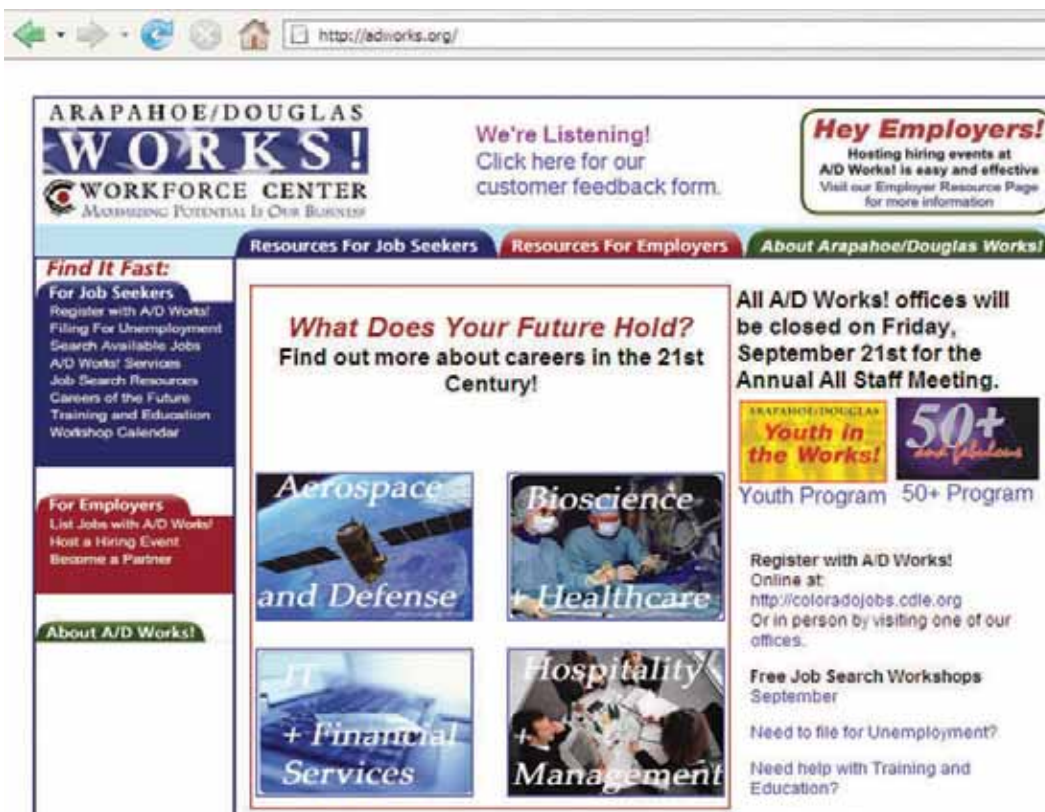 http://adworks.org/
ARAPAHOE/DOUGLAS
WORKS!
WORKFORCE CENTER
MAXIMIZING POTENTIAL IS OUR BUSINESS
We're Listening!
Click here for our
customer feedback form.
Hey Employers!
Hosting hiring events at
A/D Works! is easy and effective
Visit our Employer Resource Page
for more information
Resources For Job Seekers
Resources For Employers
About Arapahoe/Douglas Works!
Find It Fast:
For Job Seekers
Register with A/D Works!
Filing For Unemployment
Search Available Jobs
A/D Works! Services
Job Search Resources
Careers of the Future
Training and Education
Workshop Calendar
For Employers
List Jobs with A/D Works!
Host a Hiring Event
Become a Partner
About A/D Works!
What Does Your Future Hold?
Find out more about careers in the 21st
Century!
Aerospace
and Defense
Bioscience
+ Healthcare
IT
+ Financial
Services
Hospitality
+
Management
All A/D Works! offices will
be closed on Friday,
September 21st for the
Annual All Staff Meeting.
ARAPAHOE/DOUGLAS
Youth in
the Works!
Youth Program
50+
and fabulous
50+ Program
Register with A/D Works!
Online at:
http://coloradojobs.cdle.org
Or in person by visiting one of our
offices.
Free Job Search Workshops
September
Need to file for Unemployment?
Need help with Training and
Education?